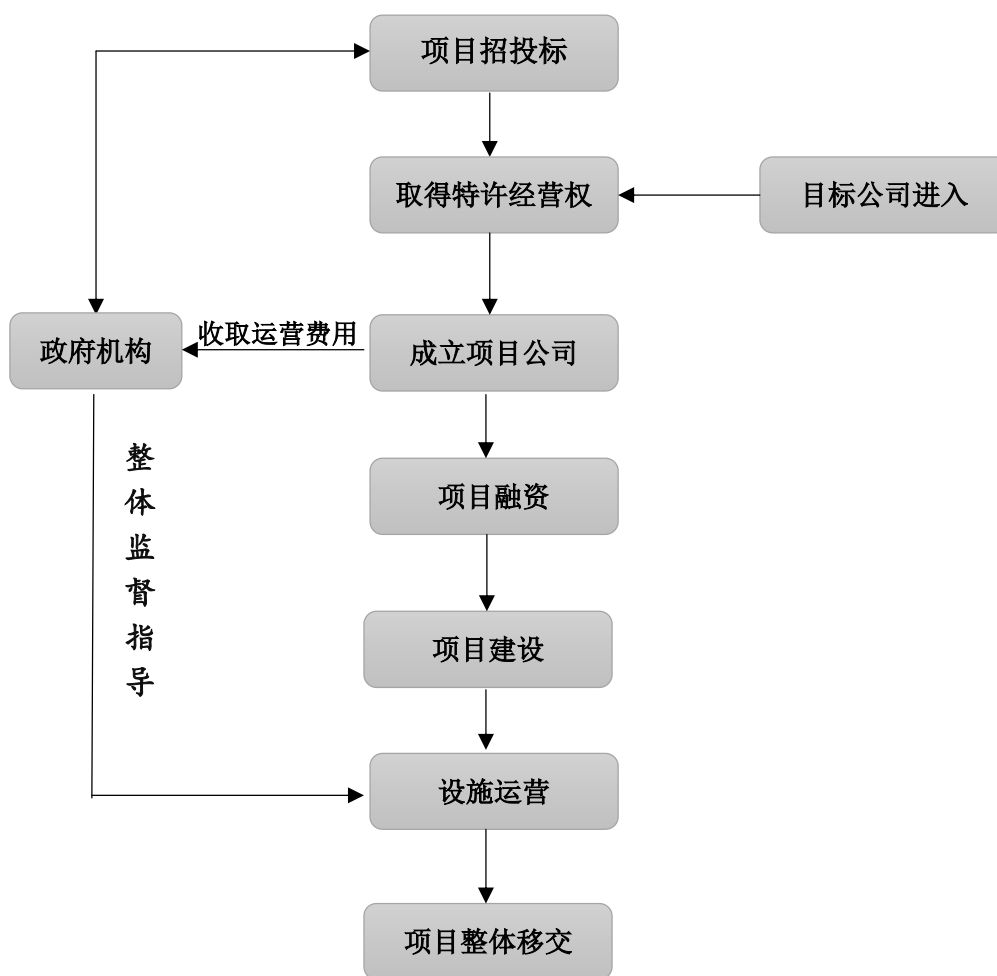 项目招投标
取得特许经营权
目标公司进入
收取运营费用
政府机构
成立项目公司
整体监督指导
项目融资
项目建设
设施运营
项目整体移交